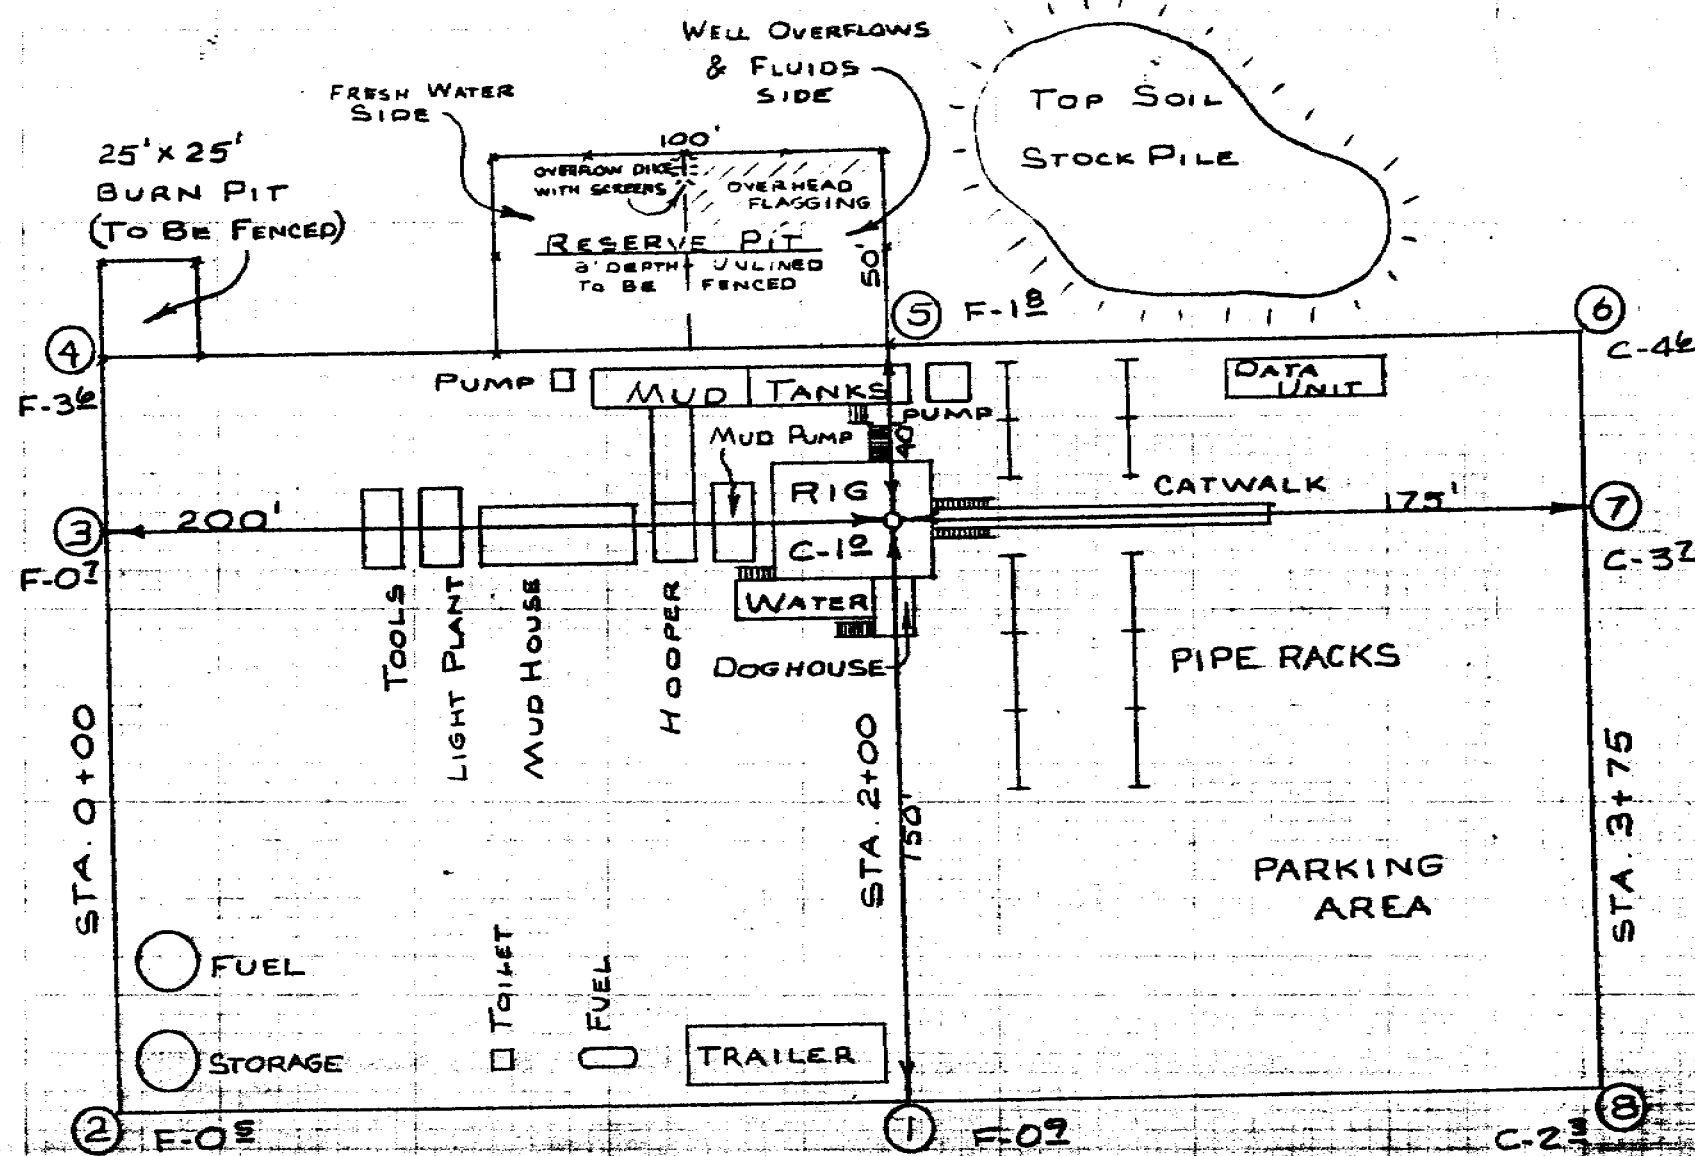 WELL OVERFLOWS
& FLUIDS
SIDE
FRESH WATER
SIDE
TOP SOIL
STOCK PILE
25' x 25'
BURN PIT
(TO BE FENCED)
100'
OVERFLOW DIKE
WITH SCREENS
OVERHEAD
FLAGGING
RESERVE PIT
8' DEPTH UNLINED
TO BE FENCED
50'
5
F-1 8
6
C-4 6
4
F-3 6
PUMP
MUD TANKS
PUMP
DATA
UNIT
MUD PUMP
40'
RIG
CATWALK
3
200'
175'
7
F-0 7
C-1 0
C-3 7
WATER
TOOLS
LIGHT PLANT
MUD HOUSE
HOOPER
DOGHOUSE
PIPE RACKS
STA. 0+00
STA. 2+00
150'
STA. 3+75
PARKING
AREA
FUEL
TOILET
FUEL
STORAGE
TRAILER
2
F-0 5
1
F-0 9
8